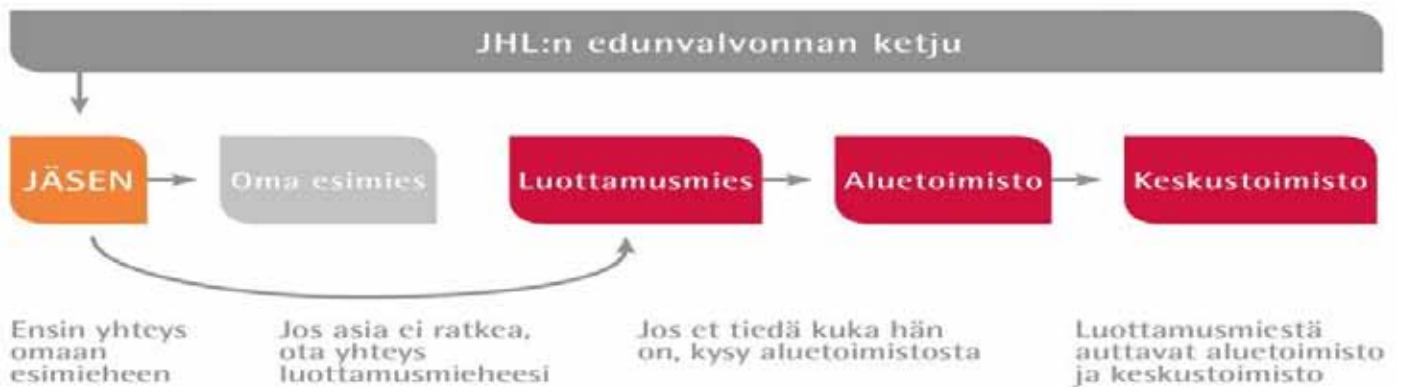 JHL:n edunvalvonnan ketju
JÄSEN
Oma esimies
Luottamusmies
Aluetoimisto
Keskustoimisto
Ensin yhteys
omaan
esimieheen
Jos asia ei ratkea,
ota yhteys
luottamusmieheesi
Jos et tiedä kuka hän
on, kysy aluetoimistosta
Luottamusmiestä
auttavat aluetoimisto
ja keskustoimisto